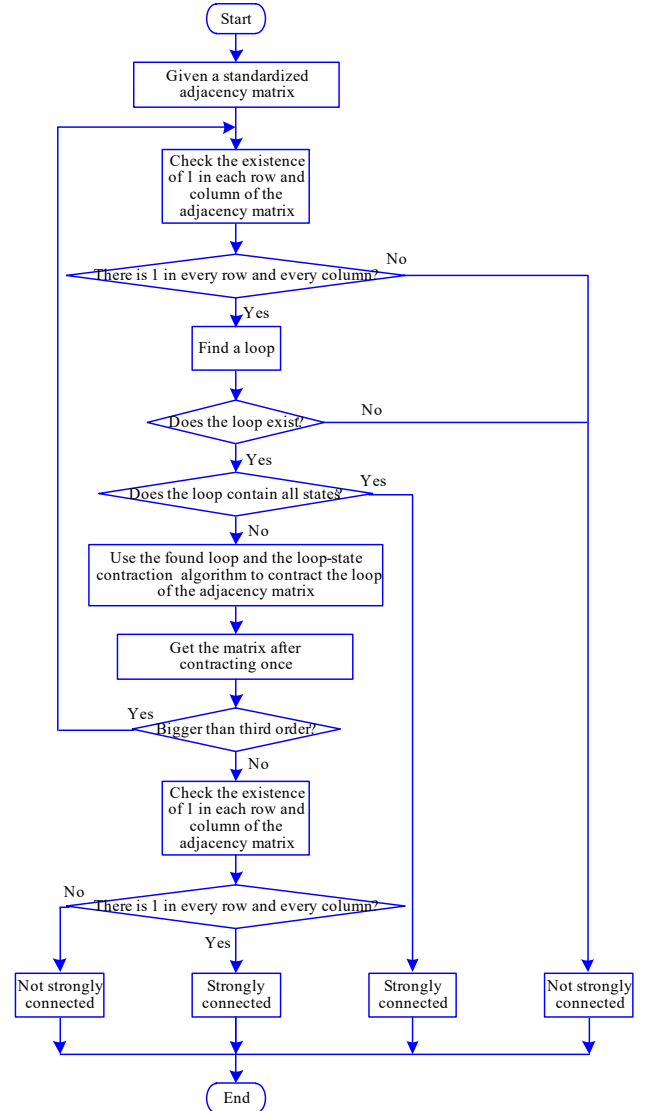 Start
Given a standardized
adjacency matrix
Check the existence
of 1 in each row and
column of the
adjacency matrix
No
There is 1 in every row and every column?
Yes
Find a loop
No
Does the loop exist?
Yes
Yes
Does the loop contain all states?
No
Use the found loop and the loop-state
contraction algorithm to contract the loop
of the adjacency matrix
Get the matrix after
contracting once
Yes
Bigger than third order?
No
Check the existence
of 1 in each row and
column of the
adjacency matrix
No
There is 1 in every row and every column?
Yes
Not strongly
connected
Strongly
connected
Strongly
connected
Not strongly
connected
End